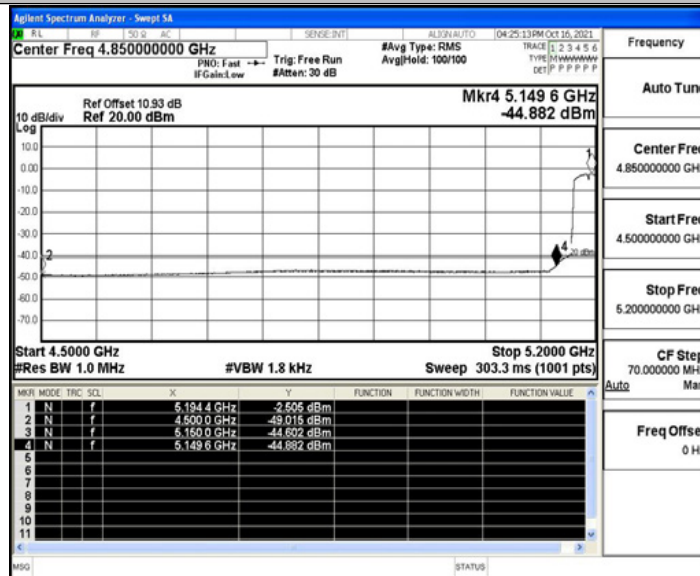 Agilent Spectrum Analyzer - Swept SA
RL RF 50 Ω AC SENSE:INT ALIGN AUTO 04:25:13 PM Oct 16, 2021
Center Freq 4.850000000 GHz
PNO: Fast
IFGain:Low
Trig: Free Run
#Atten: 30 dB
#Avg Type: RMS
Avg|Hold: 100/100
TRACE 1 2 3 4 5 6
TYPE MWWWWW
DET P P P P P P
Ref Offset 10.93 dB
10 dB/div Ref 20.00 dBm
Log
Mkr4 5.149 6 GHz
-44.882 dBm
10.0
0.00
-10.0
-20.0
-30.0
-40.0
-50.0
-60.0
-70.0
1
2
4
Start 4.5000 GHz Stop 5.2000 GHz
#Res BW 1.0 MHz #VBW 1.8 kHz Sweep 303.3 ms (1001 pts)
MKR MODE TRC SCL X Y FUNCTION FUNCTION WIDTH FUNCTION VALUE
1 N f 5.194 4 GHz -2.505 dBm
2 N f 4.500 0 GHz -49.015 dBm
3 N f 5.150 0 GHz -44.602 dBm
4 N f 5.149 6 GHz -44.882 dBm
5
6
7
8
9
10
11
MSG STATUS
Frequency
Auto Tun
Center Fre
4.850000000 GH
Start Fre
4.500000000 GH
Stop Fre
5.200000000 GH
CF Step
70.000000 MH
Auto Ma
Freq Offse
0 H